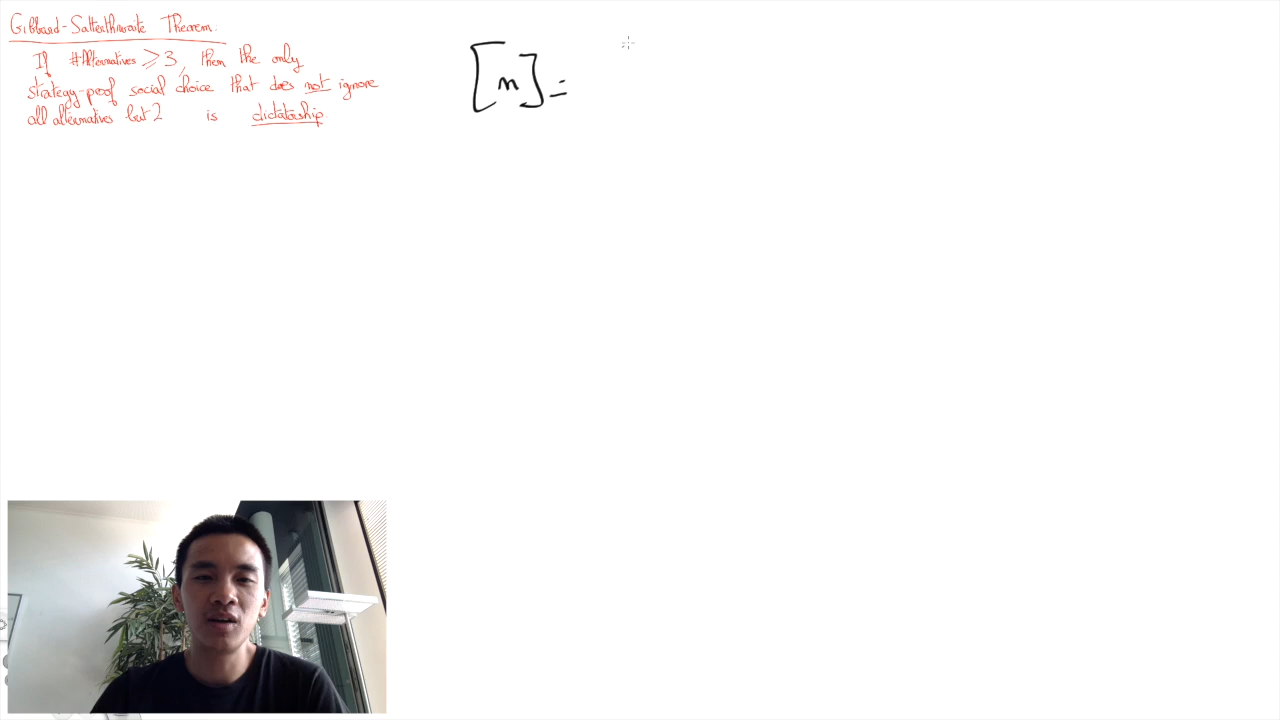 Gibbard-Satterthwaite Theorem.
If #Alternatives ⩾ 3, then the only
strategy-proof social choice that does not ignore
all alternatives but 2 is dictatorship
[n] =